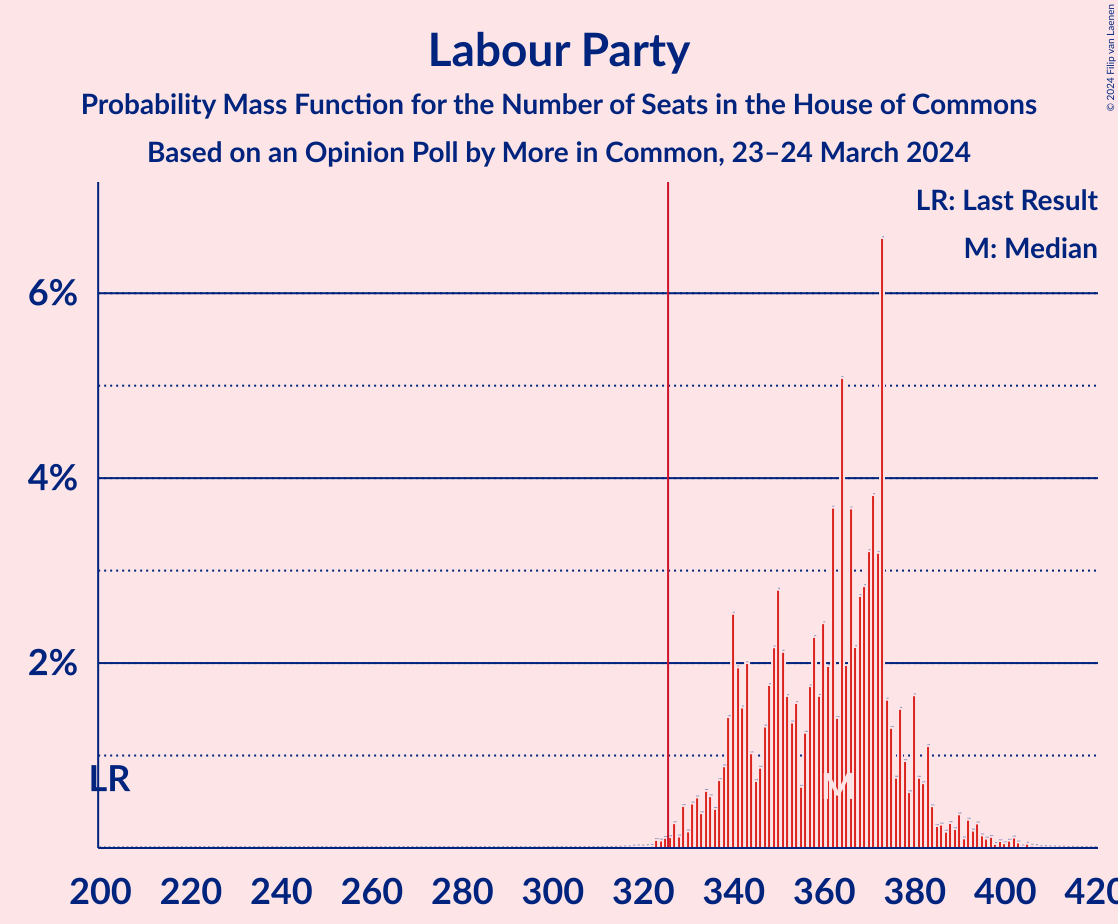 Labour Party
Probability Mass Function for the Number of Seats in the House of Commons
Based on an Opinion Poll by More in Common, 23–24 March 2024
© 2024 Filip van Laenen
LR: Last Result
M: Median
6%
4%
2%
LR
M
200 220 240 260 280 300 320 340 360 380 400 420